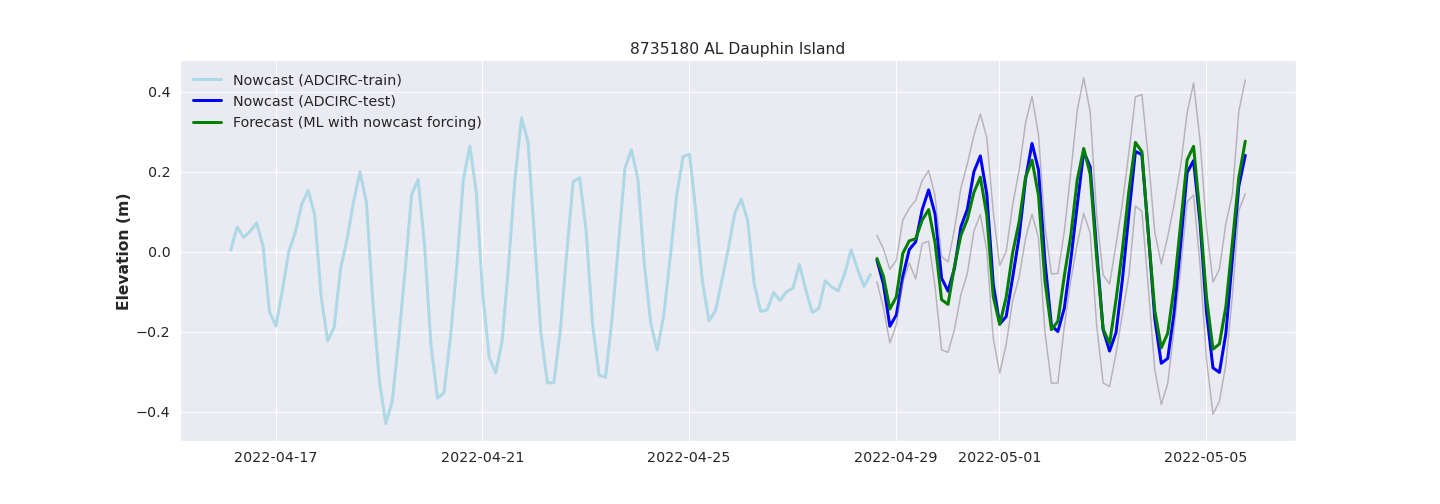 8735180 AL Dauphin Island
Nowcast (ADCIRC-train)
Nowcast (ADCIRC-test)
Forecast (ML with nowcast forcing)
Elevation (m)
0.4
0.2
0.0
−0.2
−0.4
2022-04-17
2022-04-21
2022-04-25
2022-04-29
2022-05-01
2022-05-05